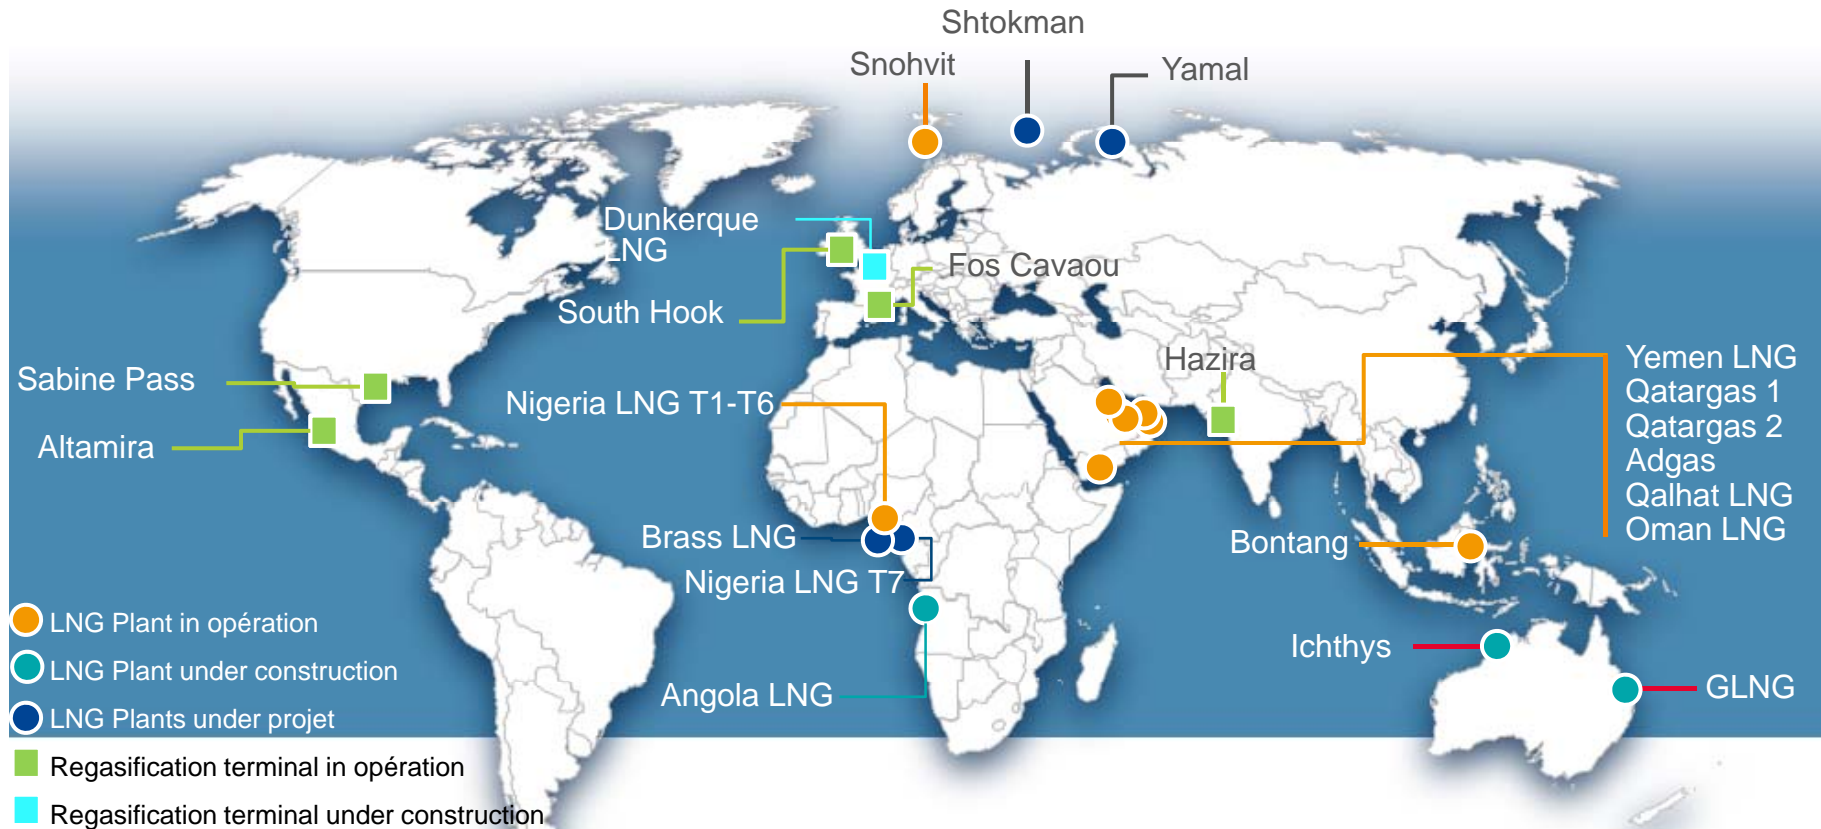 Shtokman
Snohvit
Yamal
Dunkerque
LNG
Fos Cavaou
South Hook
Hazira
Sabine Pass
Nigeria LNG T1-T6
Altamira
Yemen LNG
Qatargas 1
Qatargas 2
Adgas
Qalhat LNG
Oman LNG
Brass LNG
Bontang
Nigeria LNG T7
Ichthys
Angola LNG
GLNG
LNG Plant in opération
LNG Plant under construction
LNG Plants under projet
Regasification terminal in opération
Regasification terminal under construction